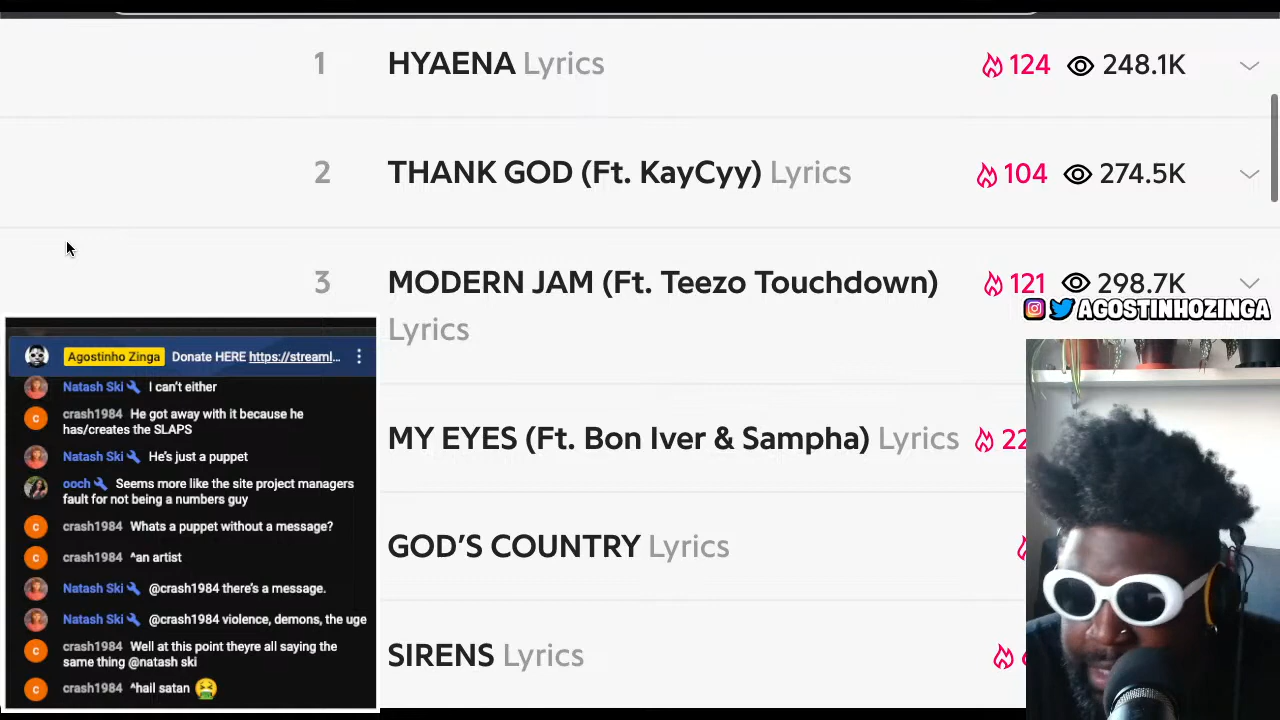 1 HYAENA Lyrics 124 248.1K
2 THANK GOD (Ft. KayCyy) Lyrics 104 274.5K
3 MODERN JAM (Ft. Teezo Touchdown) 121 298.7K
Lyrics
MY EYES (Ft. Bon Iver & Sampha) Lyrics 22
GOD'S COUNTRY Lyrics
SIRENS Lyrics
AGOSTINHOZINGA
Agostinho Zinga Donate HERE https://streaml...
Natash Ski I can't either
crash1984 He got away with it because he
has/creates the SLAPS
Natash Ski He's just a puppet
ooch Seems more like the site project managers
fault for not being a numbers guy
crash1984 Whats a puppet without a message?
crash1984 ^an artist
Natash Ski @crash1984 there's a message.
Natash Ski @crash1984 violence, demons, the uge
crash1984 Well at this point theyre all saying the
same thing @natash ski
crash1984 ^hail satan